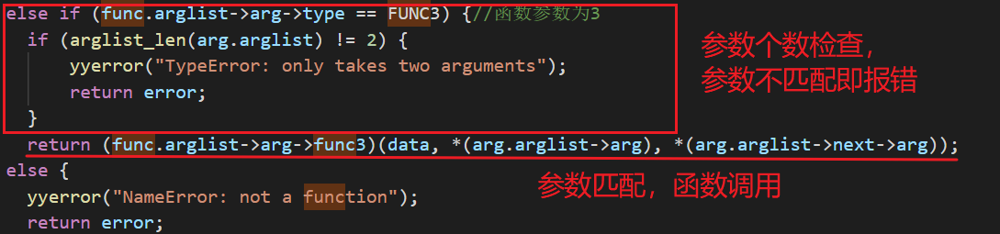 else if (func.arglist->arg->type == FUNC3) {//函数参数为3
if (arglist_len(arg.arglist) != 2) {
yyerror("TypeError: only takes two arguments");
return error;
}
参数个数检查，
参数不匹配即报错
return (func.arglist->arg->func3)(data, *(arg.arglist->arg), *(arg.arglist->next->arg));
else {
yyerror("NameError: not a function");
return error;
参数匹配，函数调用